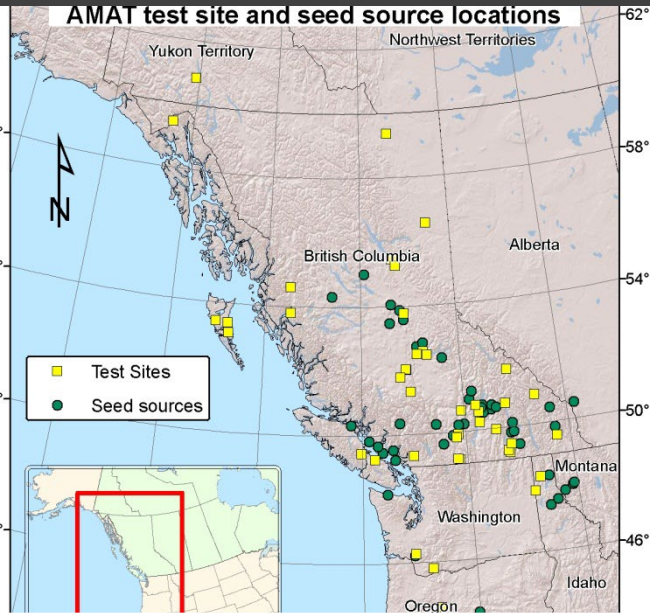 AMAT test site and seed source locations
62°
Northwest Territories
Yukon Territory
58°
N
Alberta
British Columbia
54°
Test Sites
Seed sources
50°
Montana
Washington
46°
Idaho
Oregon